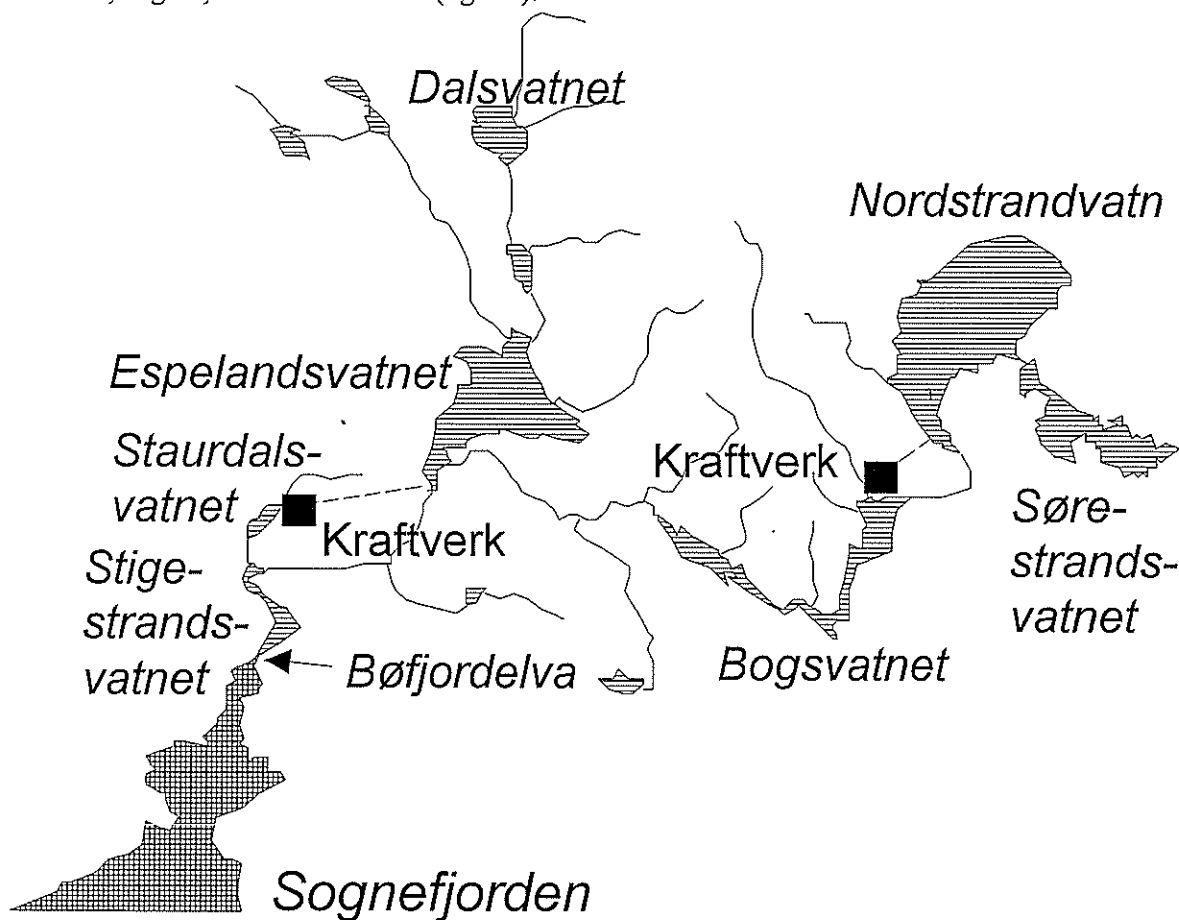 Dalsvatnet
Nordstrandvatn
Espelandsvatnet
Staurdals-
vatnet
Kraftverk
Kraftverk
Søre-
strands-
vatnet
Stige-
strands-
vatnet
Bøfjordelva
Bogsvatnet
Sognefjorden